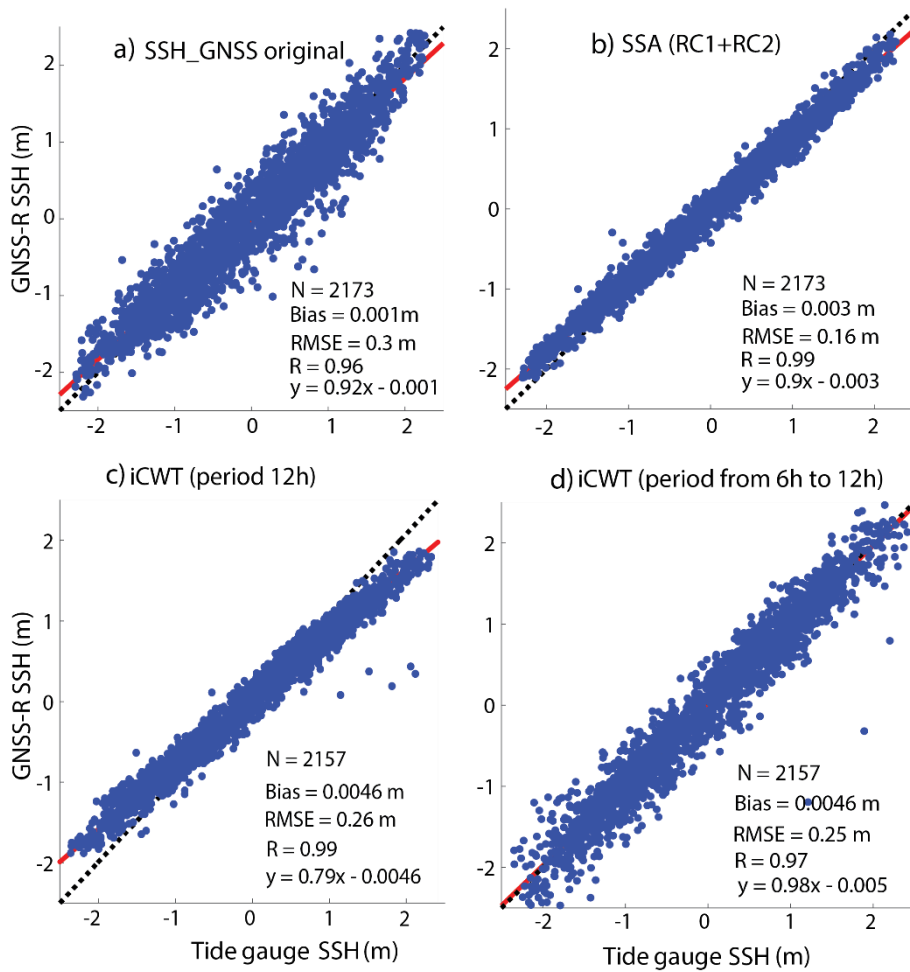 a) SSH_GNSS original
GNSS-R SSH (m)
2
1
0
-1
-2
N = 2173
Bias = 0.001m
RMSE = 0.3 m
R = 0.96
y = 0.92x - 0.001
-2 -1 0 1 2
b) SSA (RC1+RC2)
2
1
0
-1
-2
N = 2173
Bias = 0.003 m
RMSE = 0.16 m
R = 0.99
y = 0.9x - 0.003
-2 -1 0 1 2
c) iCWT (period 12h)
GNSS-R SSH (m)
2
1
0
-1
-2
N = 2157
Bias = 0.0046 m
RMSE = 0.26 m
R = 0.99
y = 0.79x - 0.0046
-2 -1 0 1 2
Tide gauge SSH (m)
d) iCWT (period from 6h to 12h)
2
1
0
-1
-2
N = 2157
Bias = 0.0046 m
RMSE = 0.25 m
R = 0.97
y = 0.98x - 0.005
-2 -1 0 1 2
Tide gauge SSH (m)